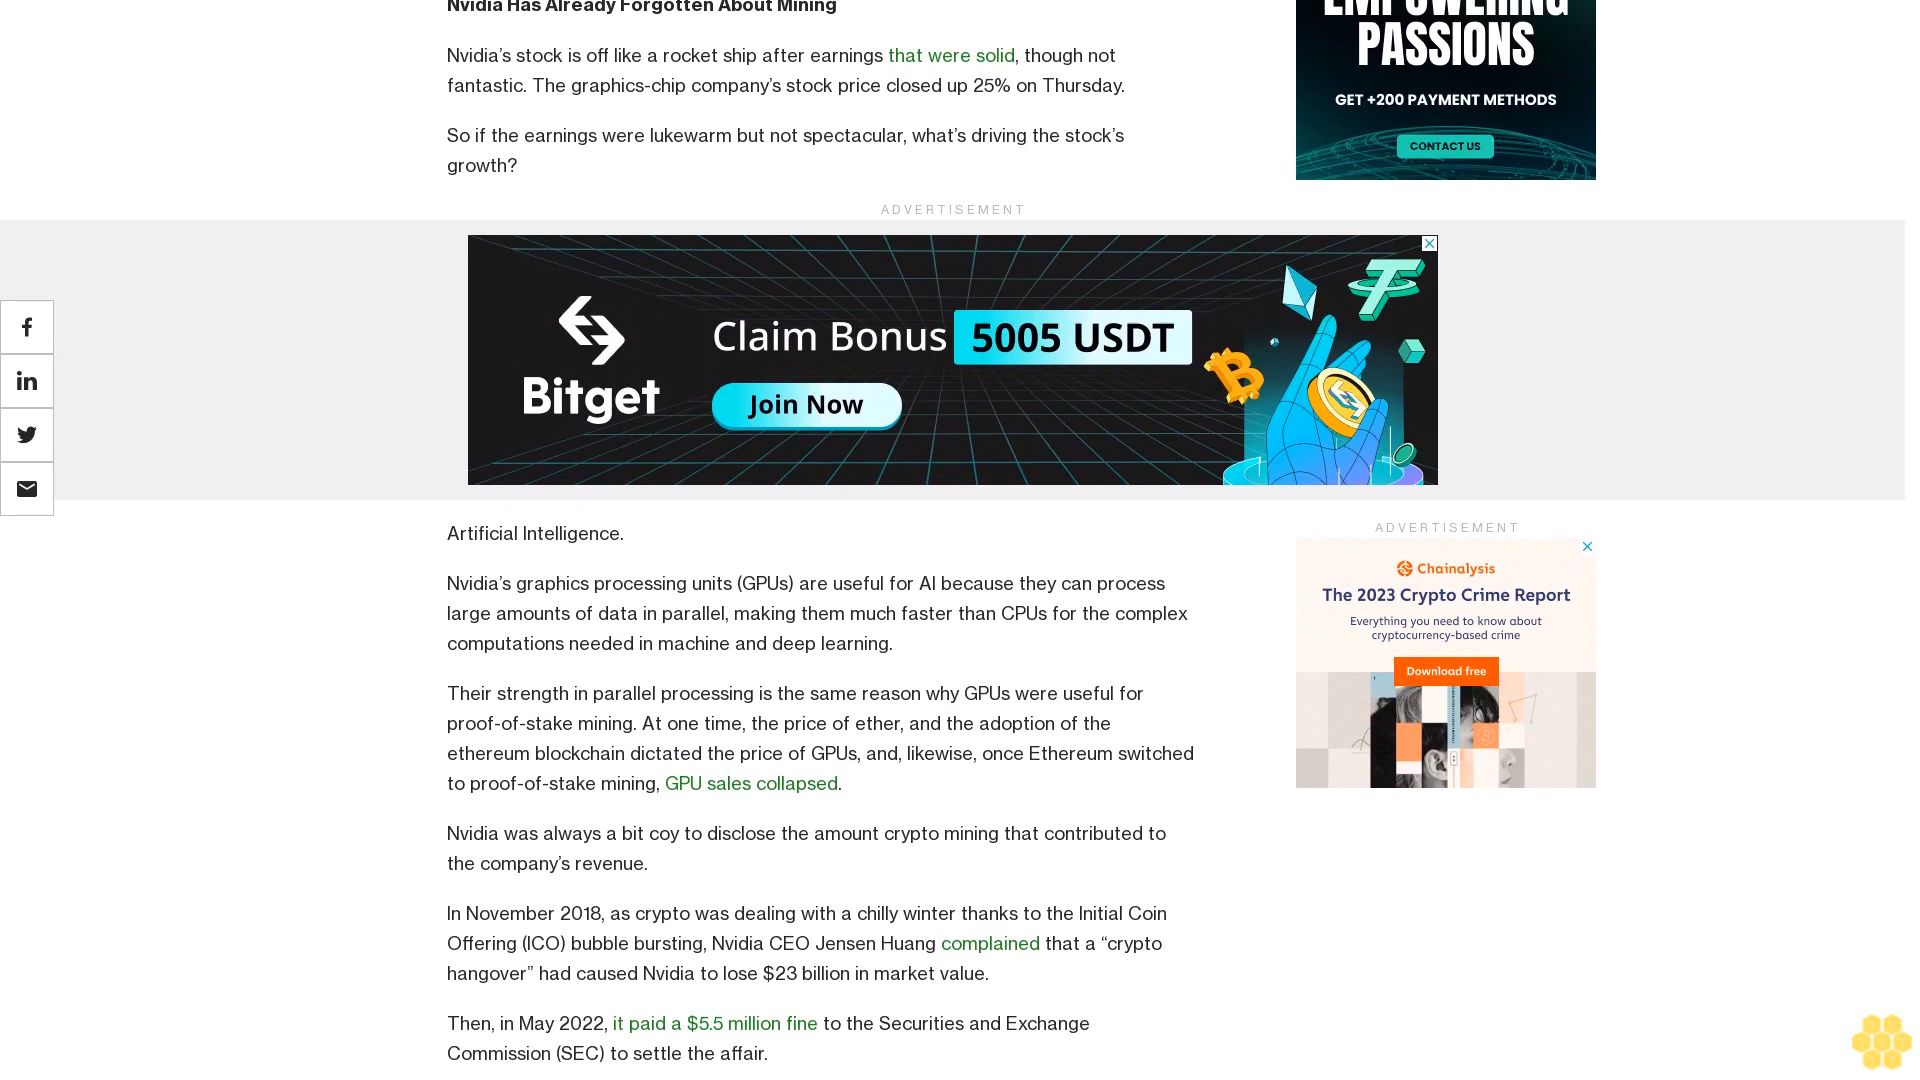 Nvidia Has Already Forgotten About Mining
Nvidia’s stock is off like a rocket ship after earnings that were solid, though not
fantastic. The graphics-chip company’s stock price closed up 25% on Thursday.
So if the earnings were lukewarm but not spectacular, what’s driving the stock’s
growth?
EMPOWERING
PASSIONS
GET +200 PAYMENT METHODS
CONTACT US
ADVERTISEMENT
Bitget
Claim Bonus 5005 USDT
Join Now
Artificial Intelligence.
Nvidia’s graphics processing units (GPUs) are useful for AI because they can process
large amounts of data in parallel, making them much faster than CPUs for the complex
computations needed in machine and deep learning.
Their strength in parallel processing is the same reason why GPUs were useful for
proof-of-stake mining. At one time, the price of ether, and the adoption of the
ethereum blockchain dictated the price of GPUs, and, likewise, once Ethereum switched
to proof-of-stake mining, GPU sales collapsed.
Nvidia was always a bit coy to disclose the amount crypto mining that contributed to
the company’s revenue.
In November 2018, as crypto was dealing with a chilly winter thanks to the Initial Coin
Offering (ICO) bubble bursting, Nvidia CEO Jensen Huang complained that a “crypto
hangover” had caused Nvidia to lose $23 billion in market value.
Then, in May 2022, it paid a $5.5 million fine to the Securities and Exchange
Commission (SEC) to settle the affair.
ADVERTISEMENT
Chainalysis
The 2023 Crypto Crime Report
Everything you need to know about
cryptocurrency-based crime
Download free